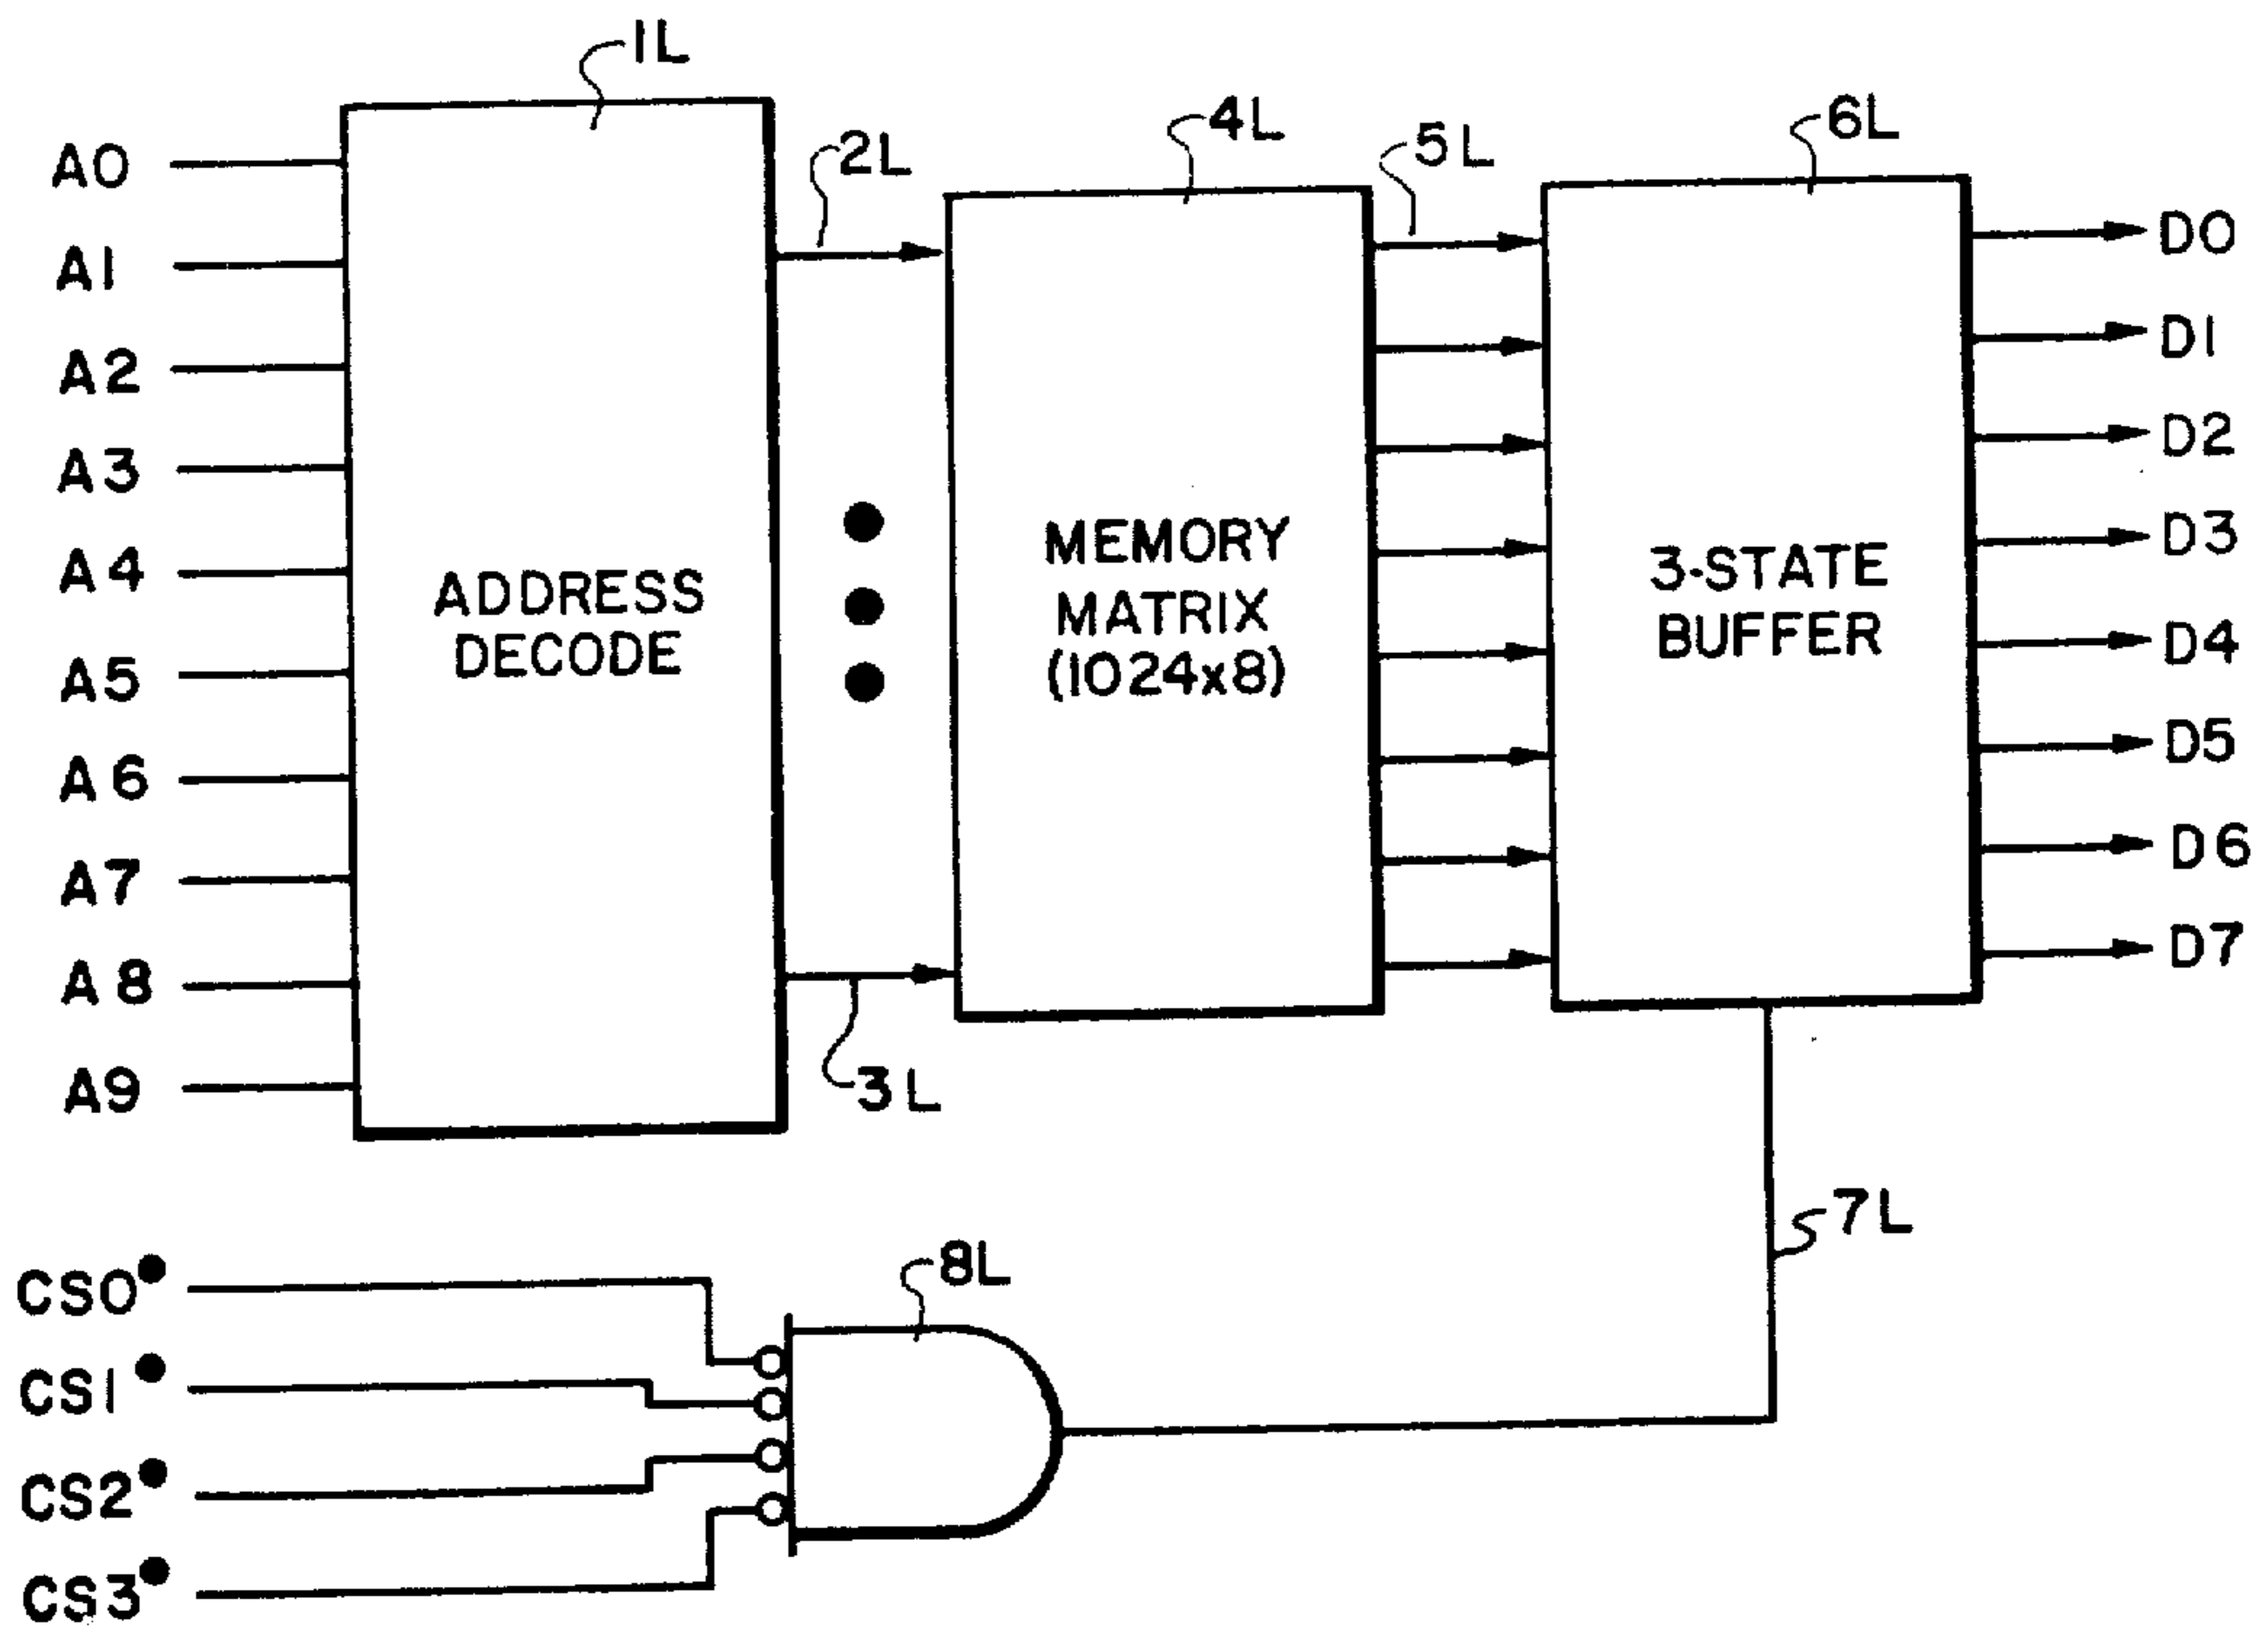 1L
A0
A1
A2
A3
A4
A5
A6
A7
A8
A9
ADDRESS
DECODE
2L
3L
4L
MEMORY
MATRIX
(1024x8)
5L
6L
3-STATE
BUFFER
D0
D1
D2
D3
D4
D5
D6
D7
7L
8L
CS0•
CS1•
CS2•
CS3•